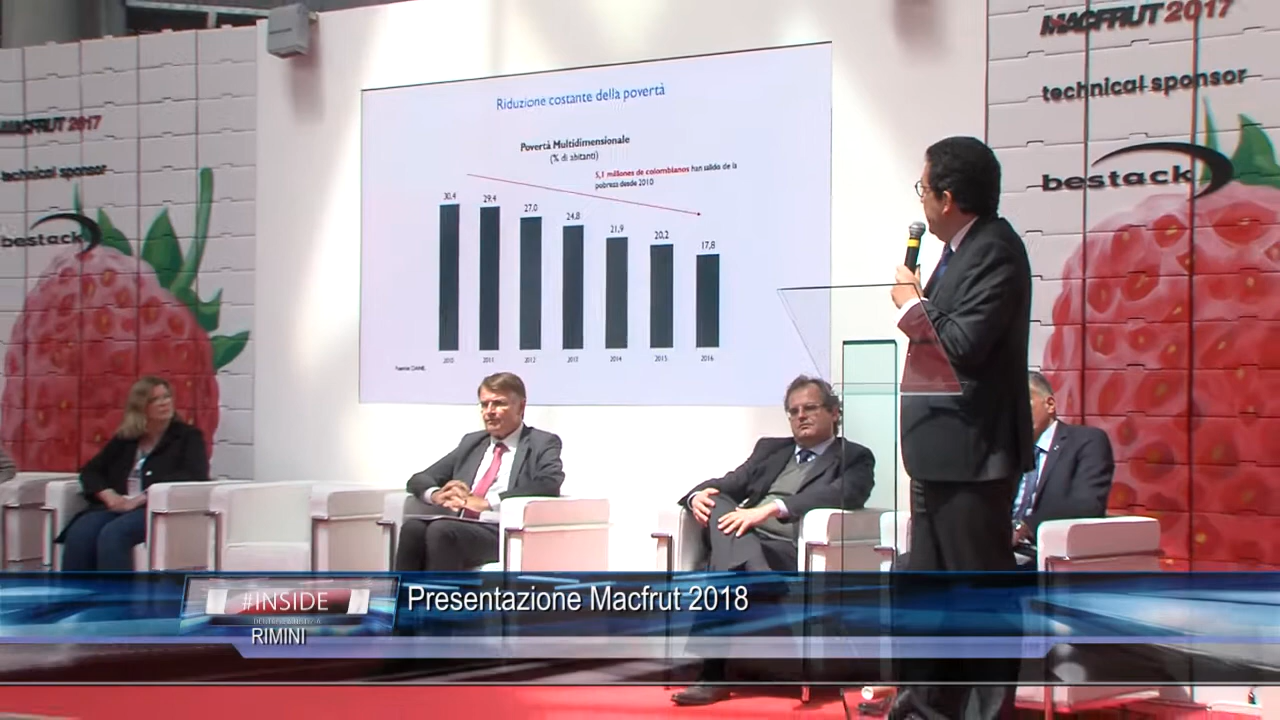 MACFRUT 2017
technical sponsor
bestack
Riduzione costante della povertà
Povertà Multidimensionale
(% di abitanti)
5,1 millones de colombianos han salido de la
pobreza desde 2010
30,4 29,4 27,0 24,8 21,9 20,2 17,8
2010 2011 2012 2013 2014 2015 2016
MACFRUT 2017
technical sponsor
bestack
#INSIDE
RIMINI
Presentazione Macfrut 2018